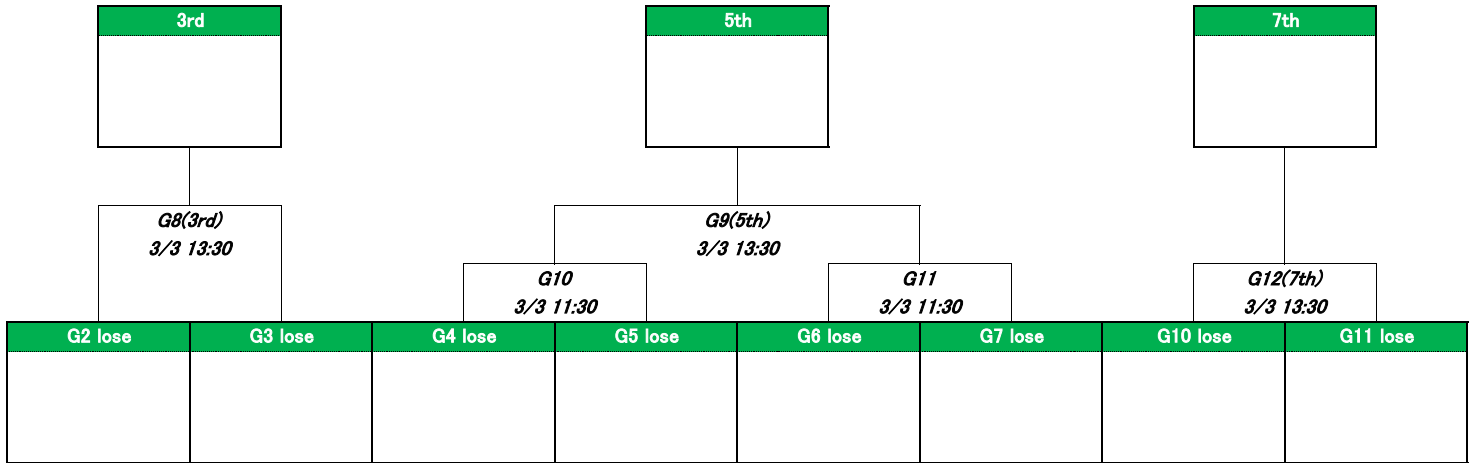 3rd
5th
7th
G8(3rd)
3/3 13:30
G9(5th)
3/3 13:30
G10
3/3 11:30
G11
3/3 11:30
G12(7th)
3/3 13:30
G2 lose
G3 lose
G4 lose
G5 lose
G6 lose
G7 lose
G10 lose
G11 lose